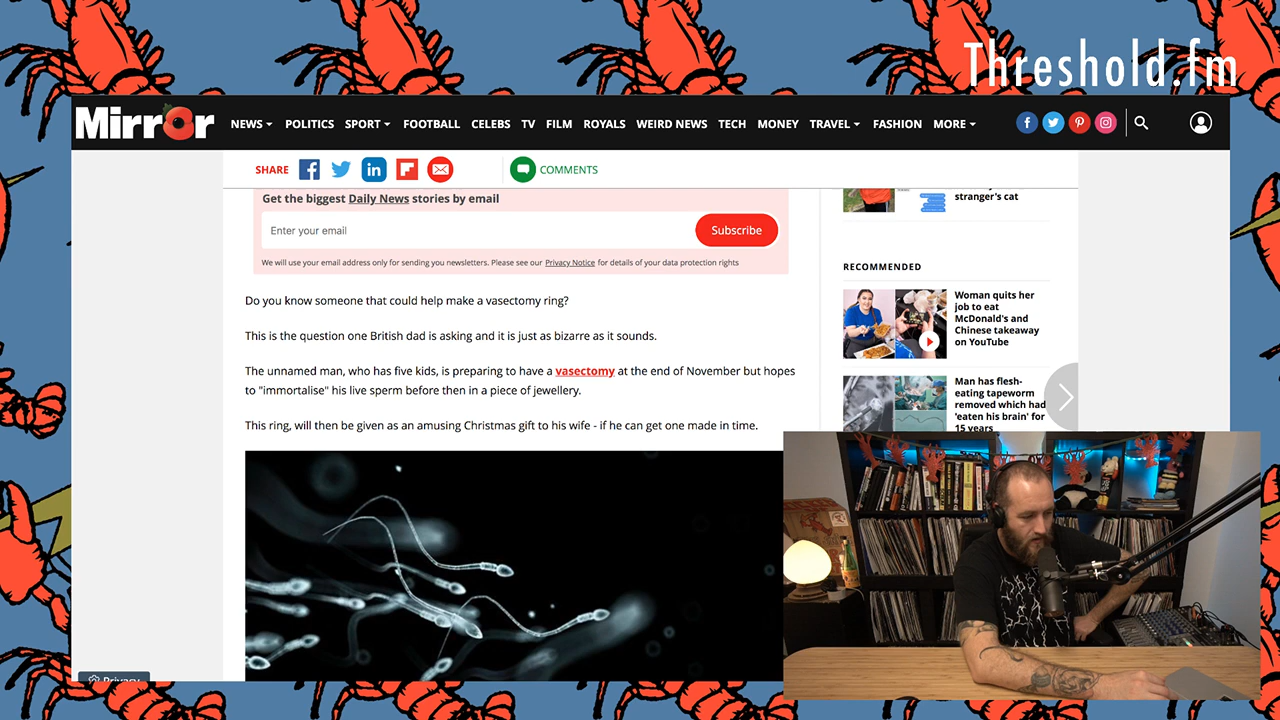 Threshold.fm
Mirror
NEWS POLITICS SPORT FOOTBALL CELEBS TV FILM ROYALS WEIRD NEWS TECH MONEY TRAVEL FASHION MORE
SHARE
COMMENTS
stranger's cat
Get the biggest Daily News stories by email
Enter your email
Subscribe
We will use your email address only for sending you newsletters. Please see our Privacy Notice for details of your data protection rights
RECOMMENDED
Woman quits her
job to eat
McDonald's and
Chinese takeaway
on YouTube
Man has flesh-
eating tapeworm
removed which had
'eaten his brain' for
15 years
Do you know someone that could help make a vasectomy ring?
This is the question one British dad is asking and it is just as bizarre as it sounds.
The unnamed man, who has five kids, is preparing to have a vasectomy at the end of November but hopes
to "immortalise" his live sperm before then in a piece of jewellery.
This ring, will then be given as an amusing Christmas gift to his wife - if he can get one made in time.
Privacy